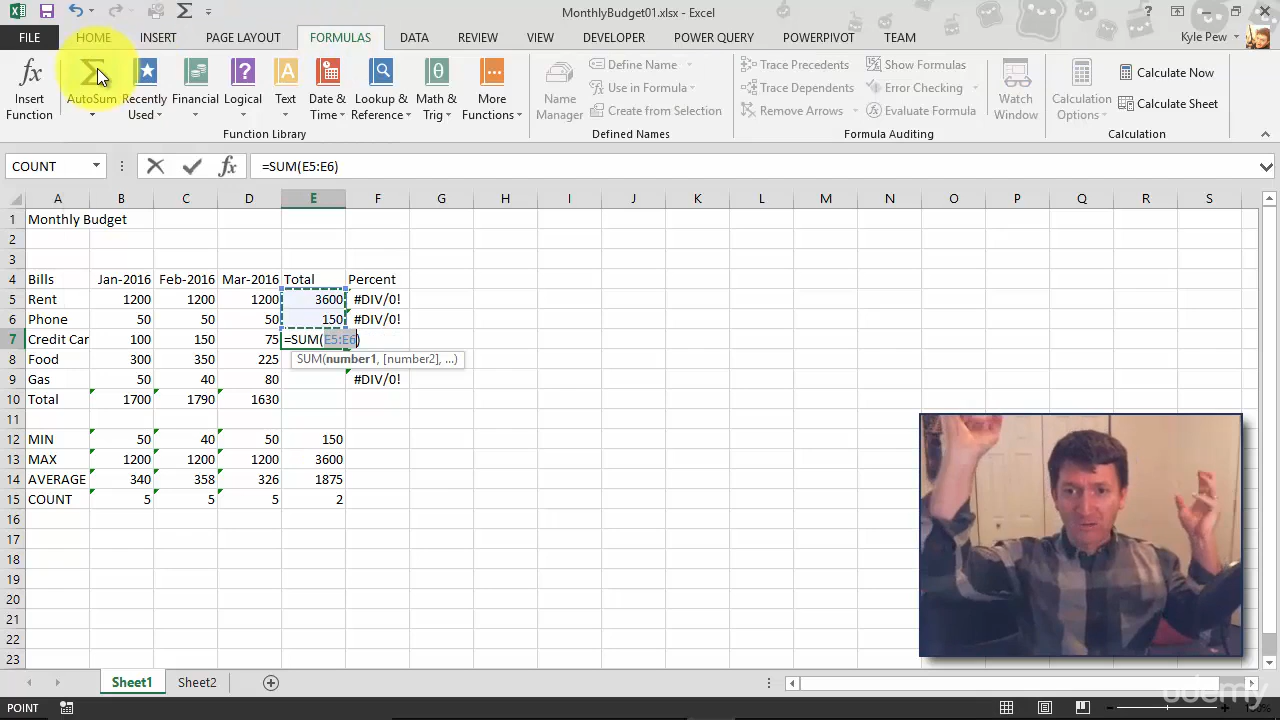 MonthlyBudget01.xlsx - Excel
FILE HOME INSERT PAGE LAYOUT FORMULAS DATA REVIEW VIEW DEVELOPER POWER QUERY POWERPIVOT TEAM Kyle Pew
Insert Function
AutoSum
Recently Used
Financial
Logical
Text
Date & Time
Lookup & Reference
Math & Trig
More Functions
Function Library
Name Manager
Define Name
Use in Formula
Create from Selection
Defined Names
Trace Precedents
Trace Dependents
Remove Arrows
Show Formulas
Error Checking
Evaluate Formula
Formula Auditing
Watch Window
Calculation Options
Calculate Now
Calculate Sheet
Calculation
COUNT fx =SUM(E5:E6)
A B C D E F G H I J K L M N O P Q R S
1 Monthly Budget
2
3
4 Bills Jan-2016 Feb-2016 Mar-2016 Total Percent
5 Rent 1200 1200 1200 3600 #DIV/0!
6 Phone 50 50 50 150 #DIV/0!
7 Credit Car 100 150 75 =SUM(E5:E6)
SUM(number1, [number2], ...)
8 Food 300 350 225
9 Gas 50 40 80 #DIV/0!
10 Total 1700 1790 1630
11
12 MIN 50 40 50 150
13 MAX 1200 1200 1200 3600
14 AVERAGE 340 358 326 1875
15 COUNT 5 5 5 2
16
17
18
19
20
21
22
23
Sheet1 Sheet2
POINT
udemy